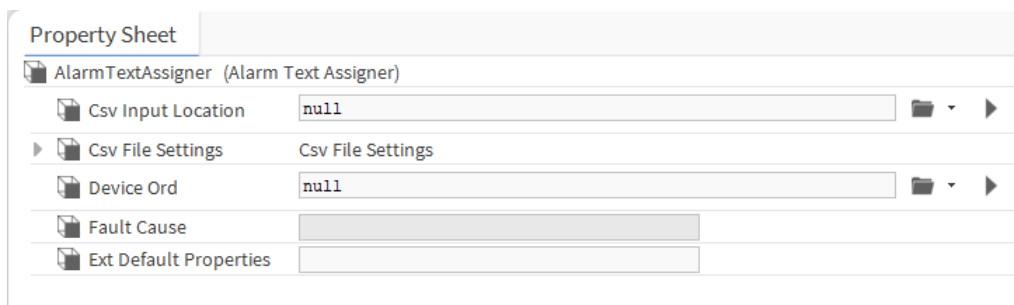 Property Sheet
AlarmTextAssigner (Alarm Text Assigner)
Csv Input Location null
Csv File Settings Csv File Settings
Device Ord null
Fault Cause
Ext Default Properties